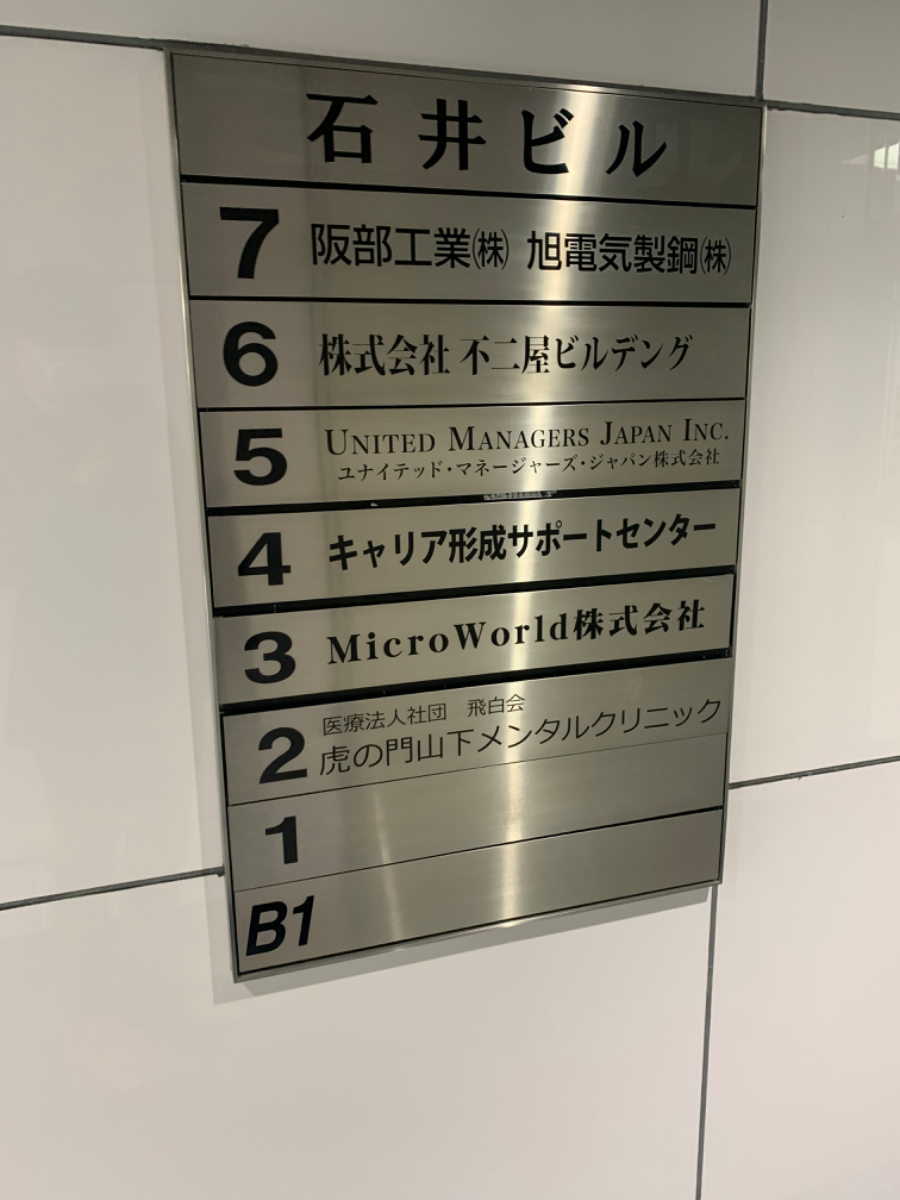 石井ビル
7 阪部工業㈱ 旭電気製鋼㈱
6 株式会社 不二屋ビルデング
5 UNITED MANAGERS JAPAN INC.
ユナイテッド・マネージャーズ・ジャパン株式会社
4 キャリア形成サポートセンター
3 MicroWorld株式会社
医療法人社団 飛白会
2 虎の門山下メンタルクリニック
1
B1